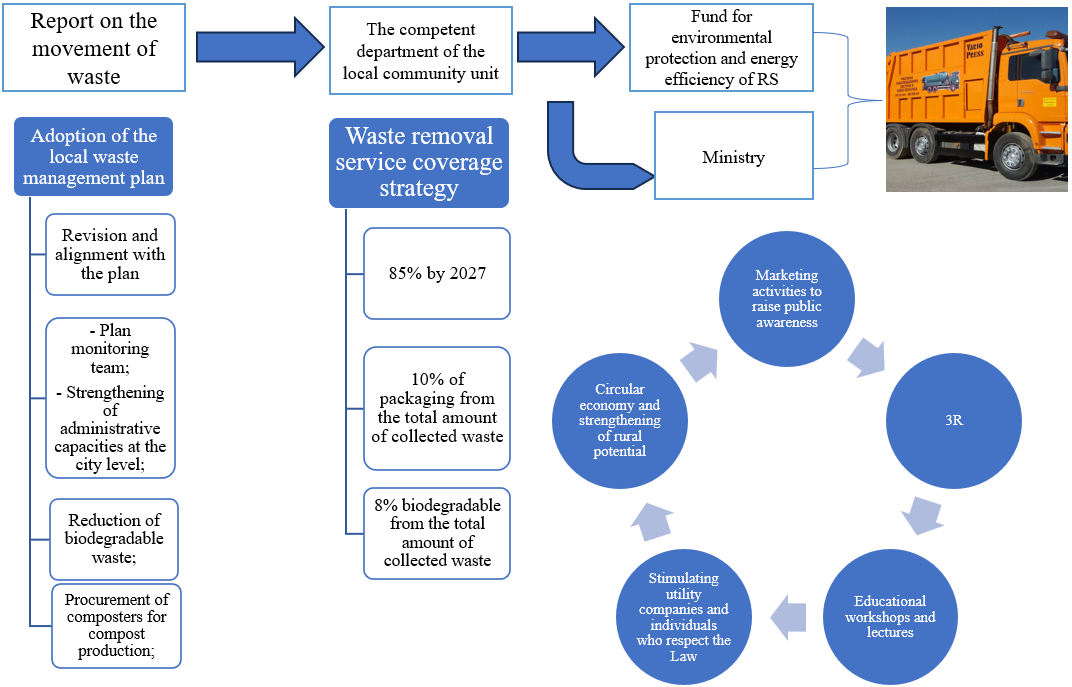 Report on the
movement of
waste
The competent
department of the
local community unit
Fund for
environmental
protection and energy
efficiency of RS
Ministry
VARIO
PRESS
Adoption of the
local waste
management plan
Revision and
alignment with
the plan
- Plan
monitoring
team;
- Strengthening
of
administrative
capacities at the
city level;
Reduction of
biodegradable
waste;
Procurement of
composters for
compost
production;
Waste removal
service coverage
strategy
85% by 2027
10% of
packaging from
the total amount
of collected waste
8% biodegradable
from the total
amount of
collected waste
Marketing
activities to
raise public
awareness
3R
Educational
workshops and
lectures
Stimulating
utility
companies and
individuals
who respect the
Law
Circular
economy and
strengthening
of rural
potential